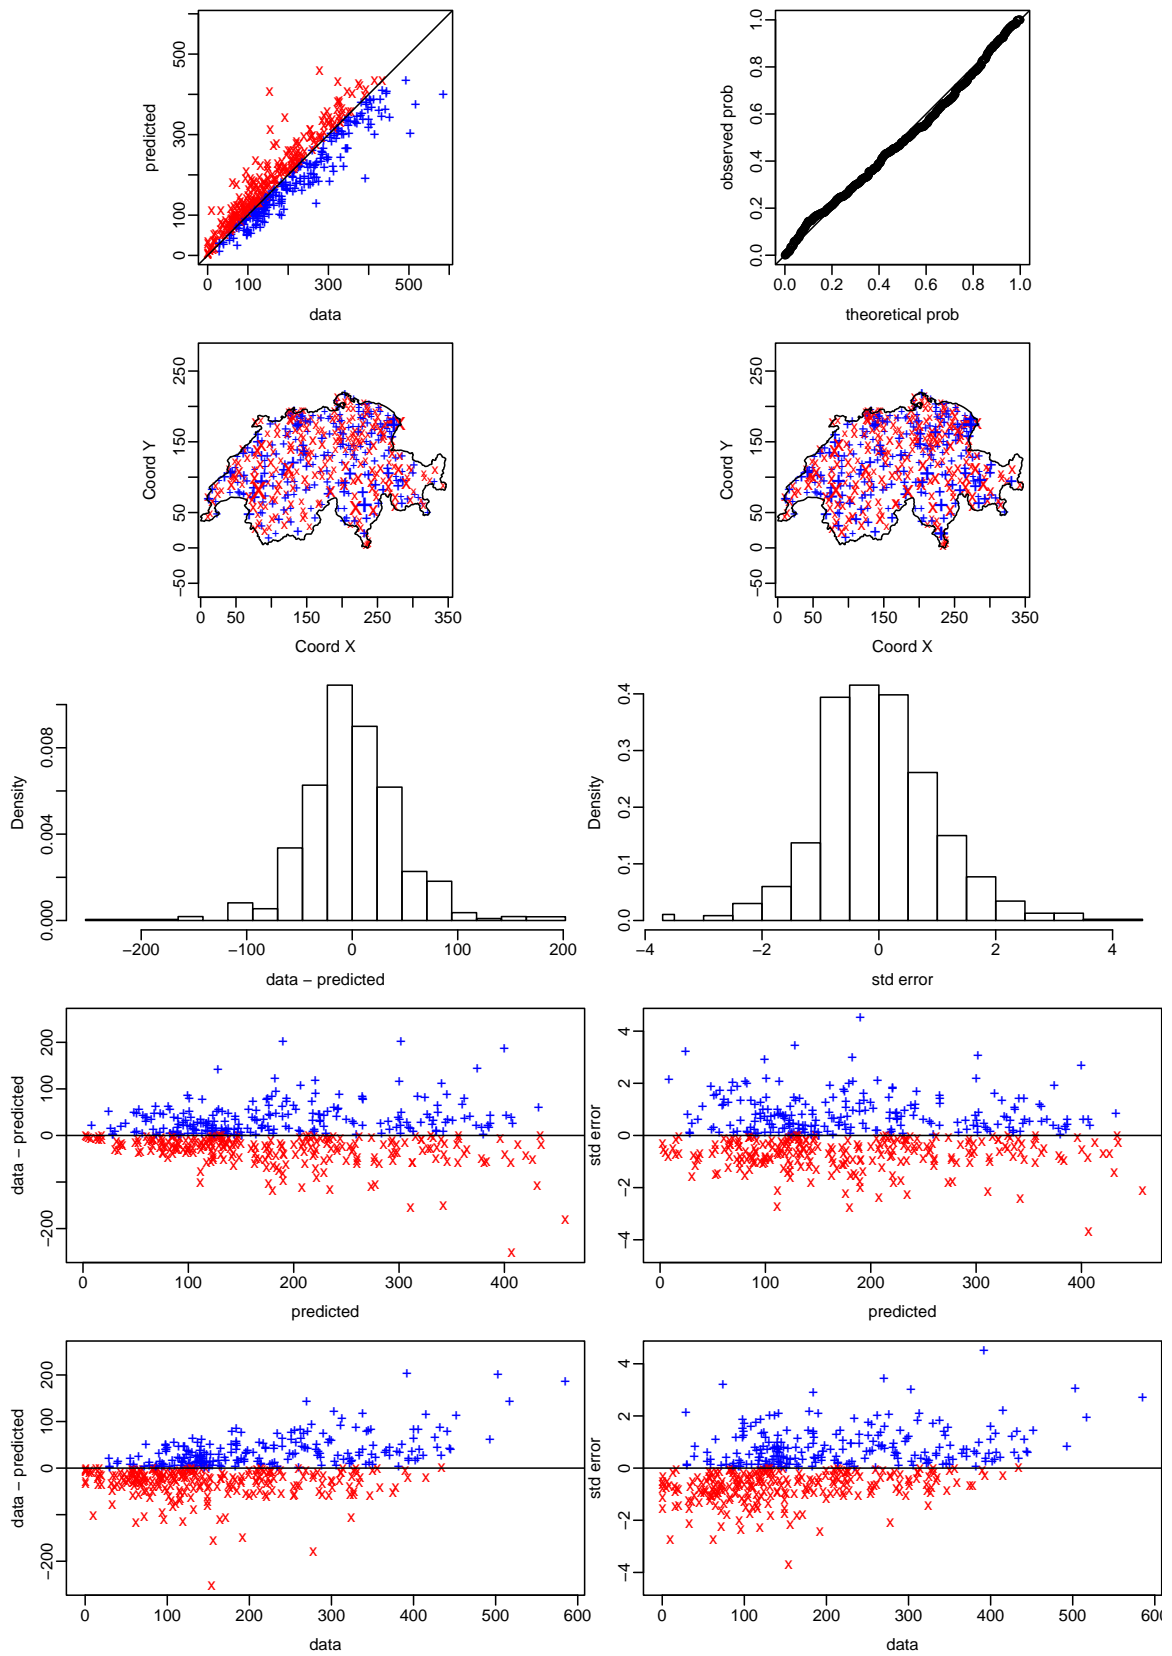 500
300
100
0
predicted
0 100 300 500
data
1.0
0.8
0.6
0.4
0.2
0.0
observed prob
0.0 0.2 0.4 0.6 0.8 1.0
theoretical prob
250
150
50
0
−50
Coord Y
0 50 150 250 350
Coord X
250
150
50
0
−50
Coord Y
0 50 150 250 350
Coord X
0.008
0.004
0.000
Density
−200 −100 0 100 200
data − predicted
0.4
0.3
0.2
0.1
0.0
Density
−4 −2 0 2 4
std error
200
100
0
−200
data − predicted
0 100 200 300 400
predicted
4
2
0
−2
−4
std error
0 100 200 300 400
predicted
200
100
0
−200
data − predicted
0 100 200 300 400 500 600
data
4
2
0
−2
−4
std error
0 100 200 300 400 500 600
data